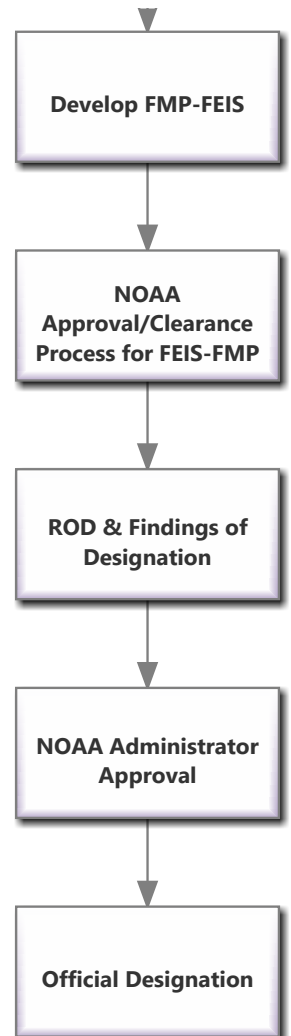 Develop FMP-FEIS
NOAA
Approval/Clearance
Process for FEIS-FMP
ROD & Findings of
Designation
NOAA Administrator
Approval
Official Designation